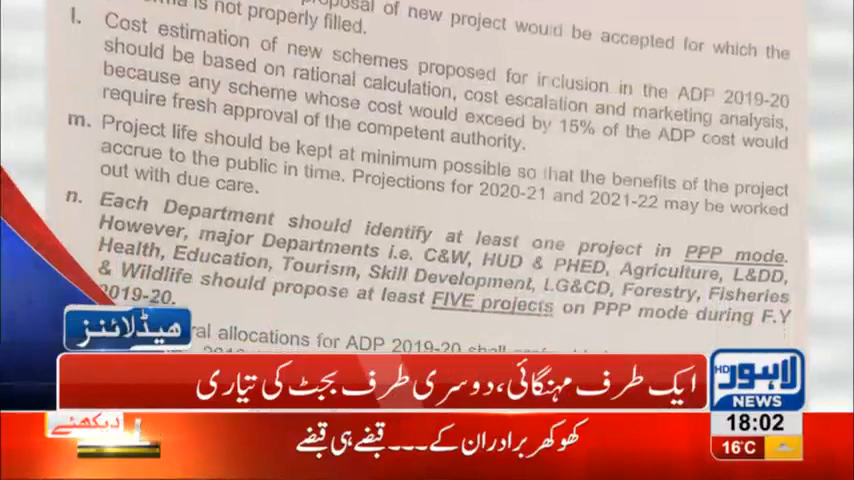 proposal of new project would be accepted for which the
is not properly filled.
l. Cost estimation of new schemes proposed for inclusion in the ADP 2019-20
should be based on rational calculation, cost escalation and marketing analysis,
because any scheme whose cost would exceed by 15% of the ADP cost would
require fresh approval of the competent authority.
m. Project life should be kept at minimum possible so that the benefits of the project
accrue to the public in time. Projections for 2020-21 and 2021-22 may be worked
out with due care.
n. Each Department should identify at least one project in PPP mode.
However, major Departments i.e. C&W, HUD & PHED, Agriculture, L&DD,
Health, Education, Tourism, Skill Development, LG&CD, Forestry, Fisheries
& Wildlife should propose at least FIVE projects on PPP mode during F.Y
2019-20.
allocations for ADP 2019-20 shall
ہیڈلائنز
ایک طرف مہنگائی، دوسری طرف بجٹ کی تیاری
لاہور HD
NEWS
18:02
16°C
دیکھئے
کھوکھر برادران کے۔۔۔ قبضے ہی قبضے